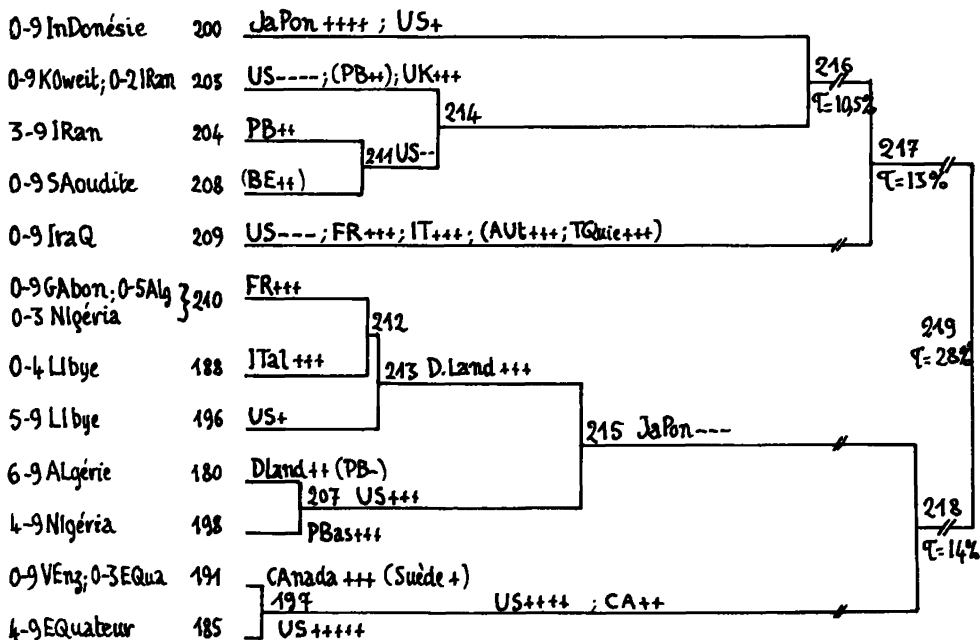 0-9 InDonésie 200 JaPon ++++ ; US+
216
0-9 KOweit; 0-2 IRan 203 US----; (PB++); UK+++
τ=10,5%
214
3-9 IRan 204 PB++
217
211 US--
τ=13%
0-9 SAoudite 208 (BE++)
0-9 IraQ 209 US---; FR+++; IT+++; (AUt+++; TQuie+++)
0-9 GAbon; 0-5 Alg } 210 FR+++
0-3 NIgéria
212
219
τ=28%
0-4 LIbye 188 ITal +++
213 D.Land +++
5-9 LIbye 196 US+
215 JaPon---
6-9 ALgérie 180 DLand++ (PB-)
207 US+++
218
4-9 NIgéria 198 PBas+++
τ=14%
0-9 VEnz; 0-3 EQua 191 CAnada +++ (Suède +)
197 US++++ ; CA++
4-9 EQuateur 185 US+++++